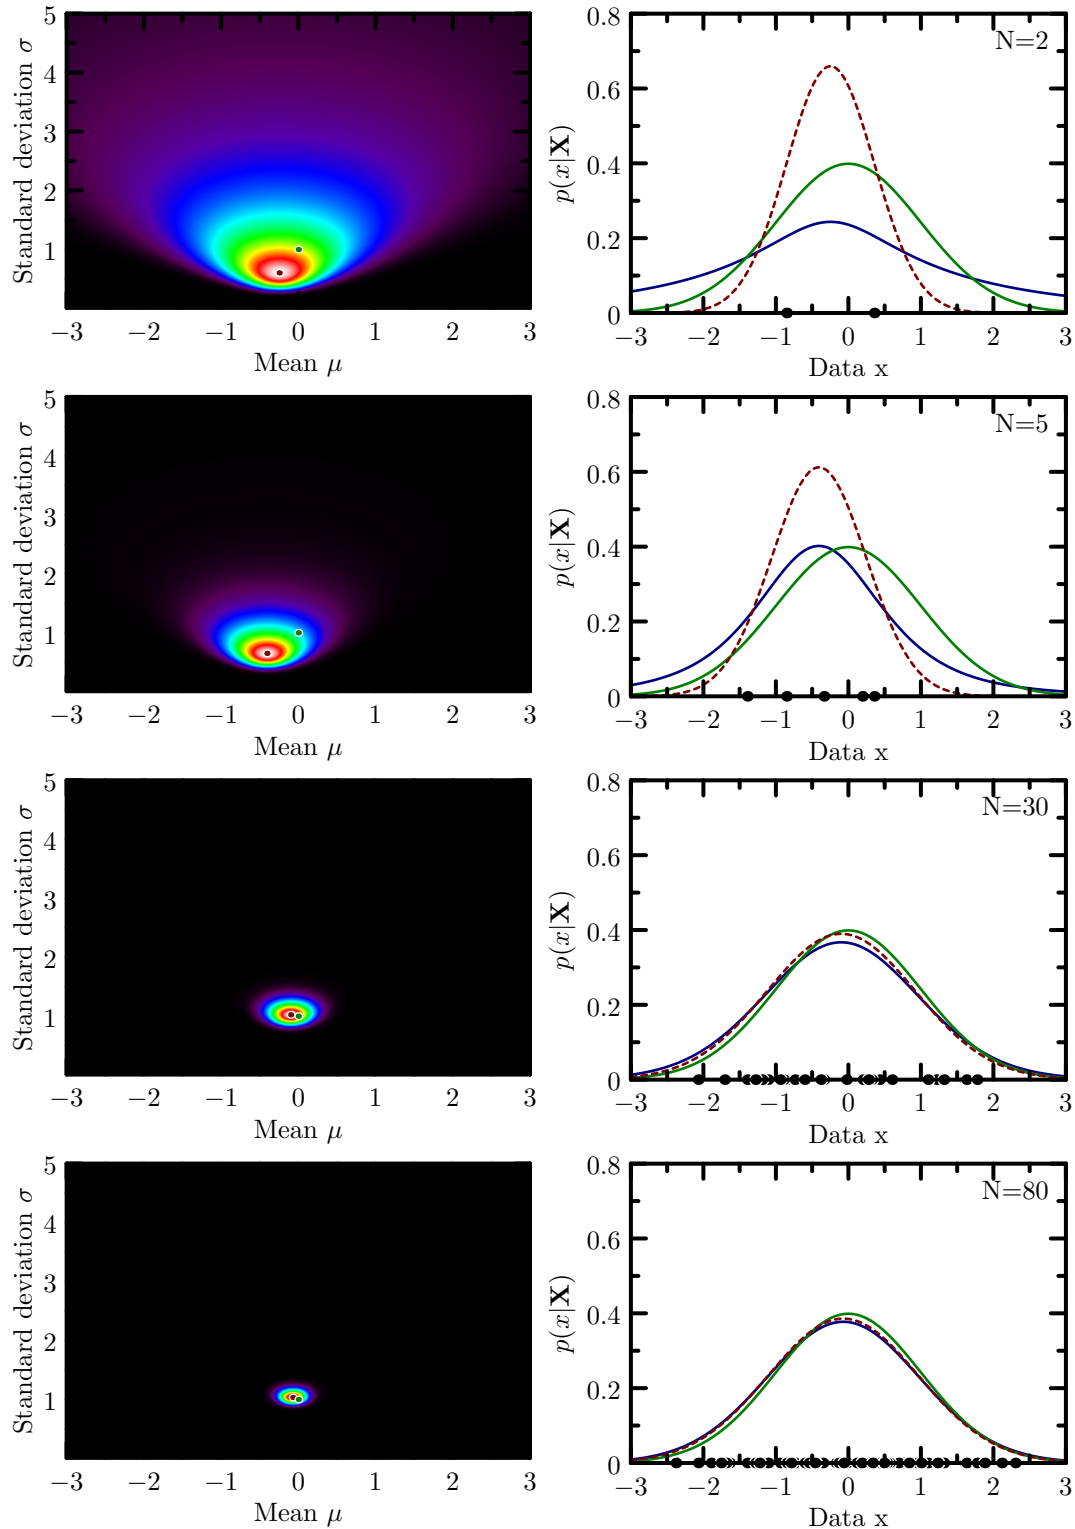 5
4
3
2
1
Standard deviation σ
−3 −2 −1 0 1 2 3
Mean μ
0.8
0.6
0.4
0.2
0
p(x|X)
N=2
−3 −2 −1 0 1 2 3
Data x
5
4
3
2
1
Standard deviation σ
−3 −2 −1 0 1 2 3
Mean μ
0.8
0.6
0.4
0.2
0
p(x|X)
N=5
−3 −2 −1 0 1 2 3
Data x
5
4
3
2
1
Standard deviation σ
−3 −2 −1 0 1 2 3
Mean μ
0.8
0.6
0.4
0.2
0
p(x|X)
N=30
−3 −2 −1 0 1 2 3
Data x
5
4
3
2
1
Standard deviation σ
−3 −2 −1 0 1 2 3
Mean μ
0.8
0.6
0.4
0.2
0
p(x|X)
N=80
−3 −2 −1 0 1 2 3
Data x